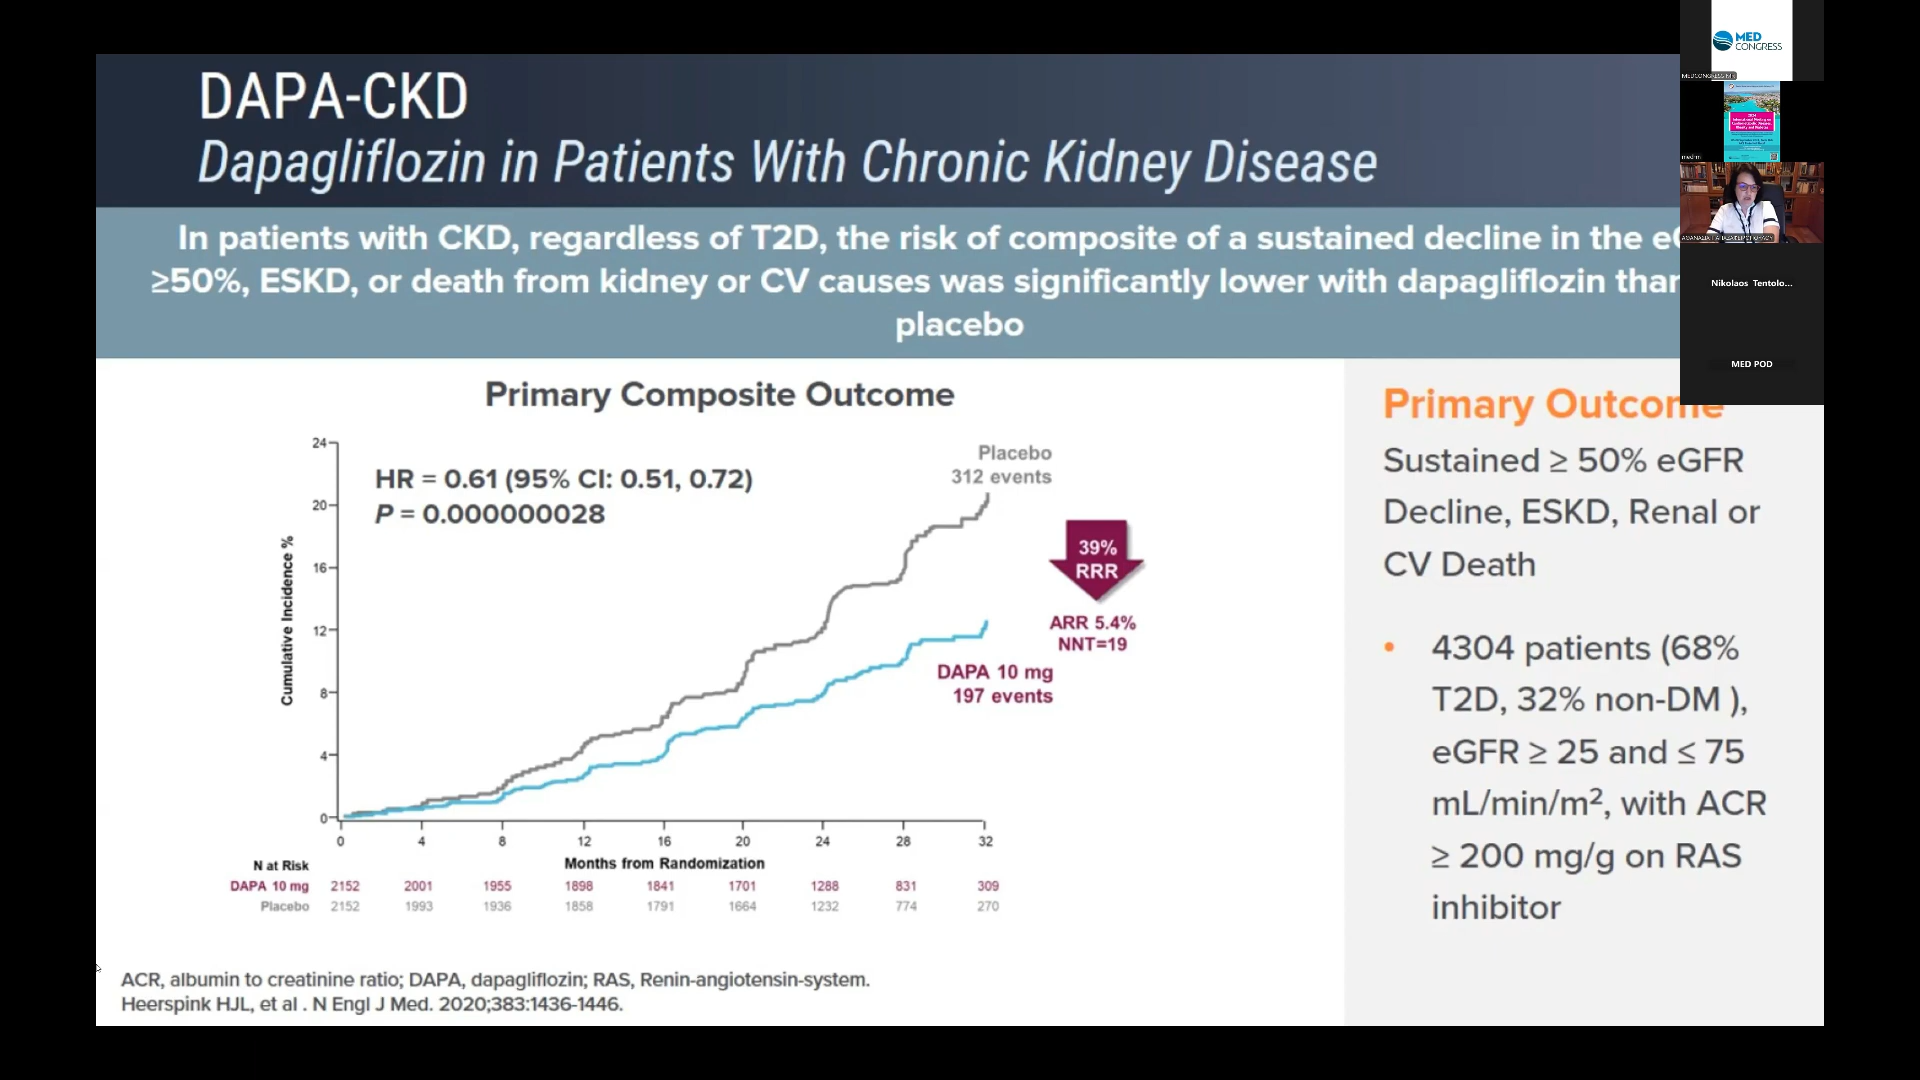 DAPA-CKD
Dapagliflozin in Patients With Chronic Kidney Disease
In patients with CKD, regardless of T2D, the risk of composite of a sustained decline in the
≥50%, ESKD, or death from kidney or CV causes was significantly lower with dapagliflozin than
placebo
Primary Composite Outcome
24
20
16
12
8
4
0
Cumulative Incidence %
HR = 0.61 (95% CI: 0.51, 0.72)
P = 0.000000028
Placebo
312 events
39%
RRR
ARR 5.4%
NNT=19
DAPA 10 mg
197 events
0 4 8 12 16 20 24 28 32
Months from Randomization
N at Risk
DAPA 10 mg 2152 2001 1955 1898 1841 1701 1288 831 309
Placebo 2152 1993 1936 1858 1791 1664 1232 774 270
ACR, albumin to creatinine ratio; DAPA, dapagliflozin; RAS, Renin-angiotensin-system.
Heerspink HJL, et al . N Engl J Med. 2020;383:1436-1446.
Primary Outcome
Sustained ≥ 50% eGFR
Decline, ESKD, Renal or
CV Death
• 4304 patients (68%
T2D, 32% non-DM ),
eGFR ≥ 25 and ≤ 75
mL/min/m², with ACR
≥ 200 mg/g on RAS
inhibitor
MED
CONGRESS
Nikolaos Tentolo...
MED POD